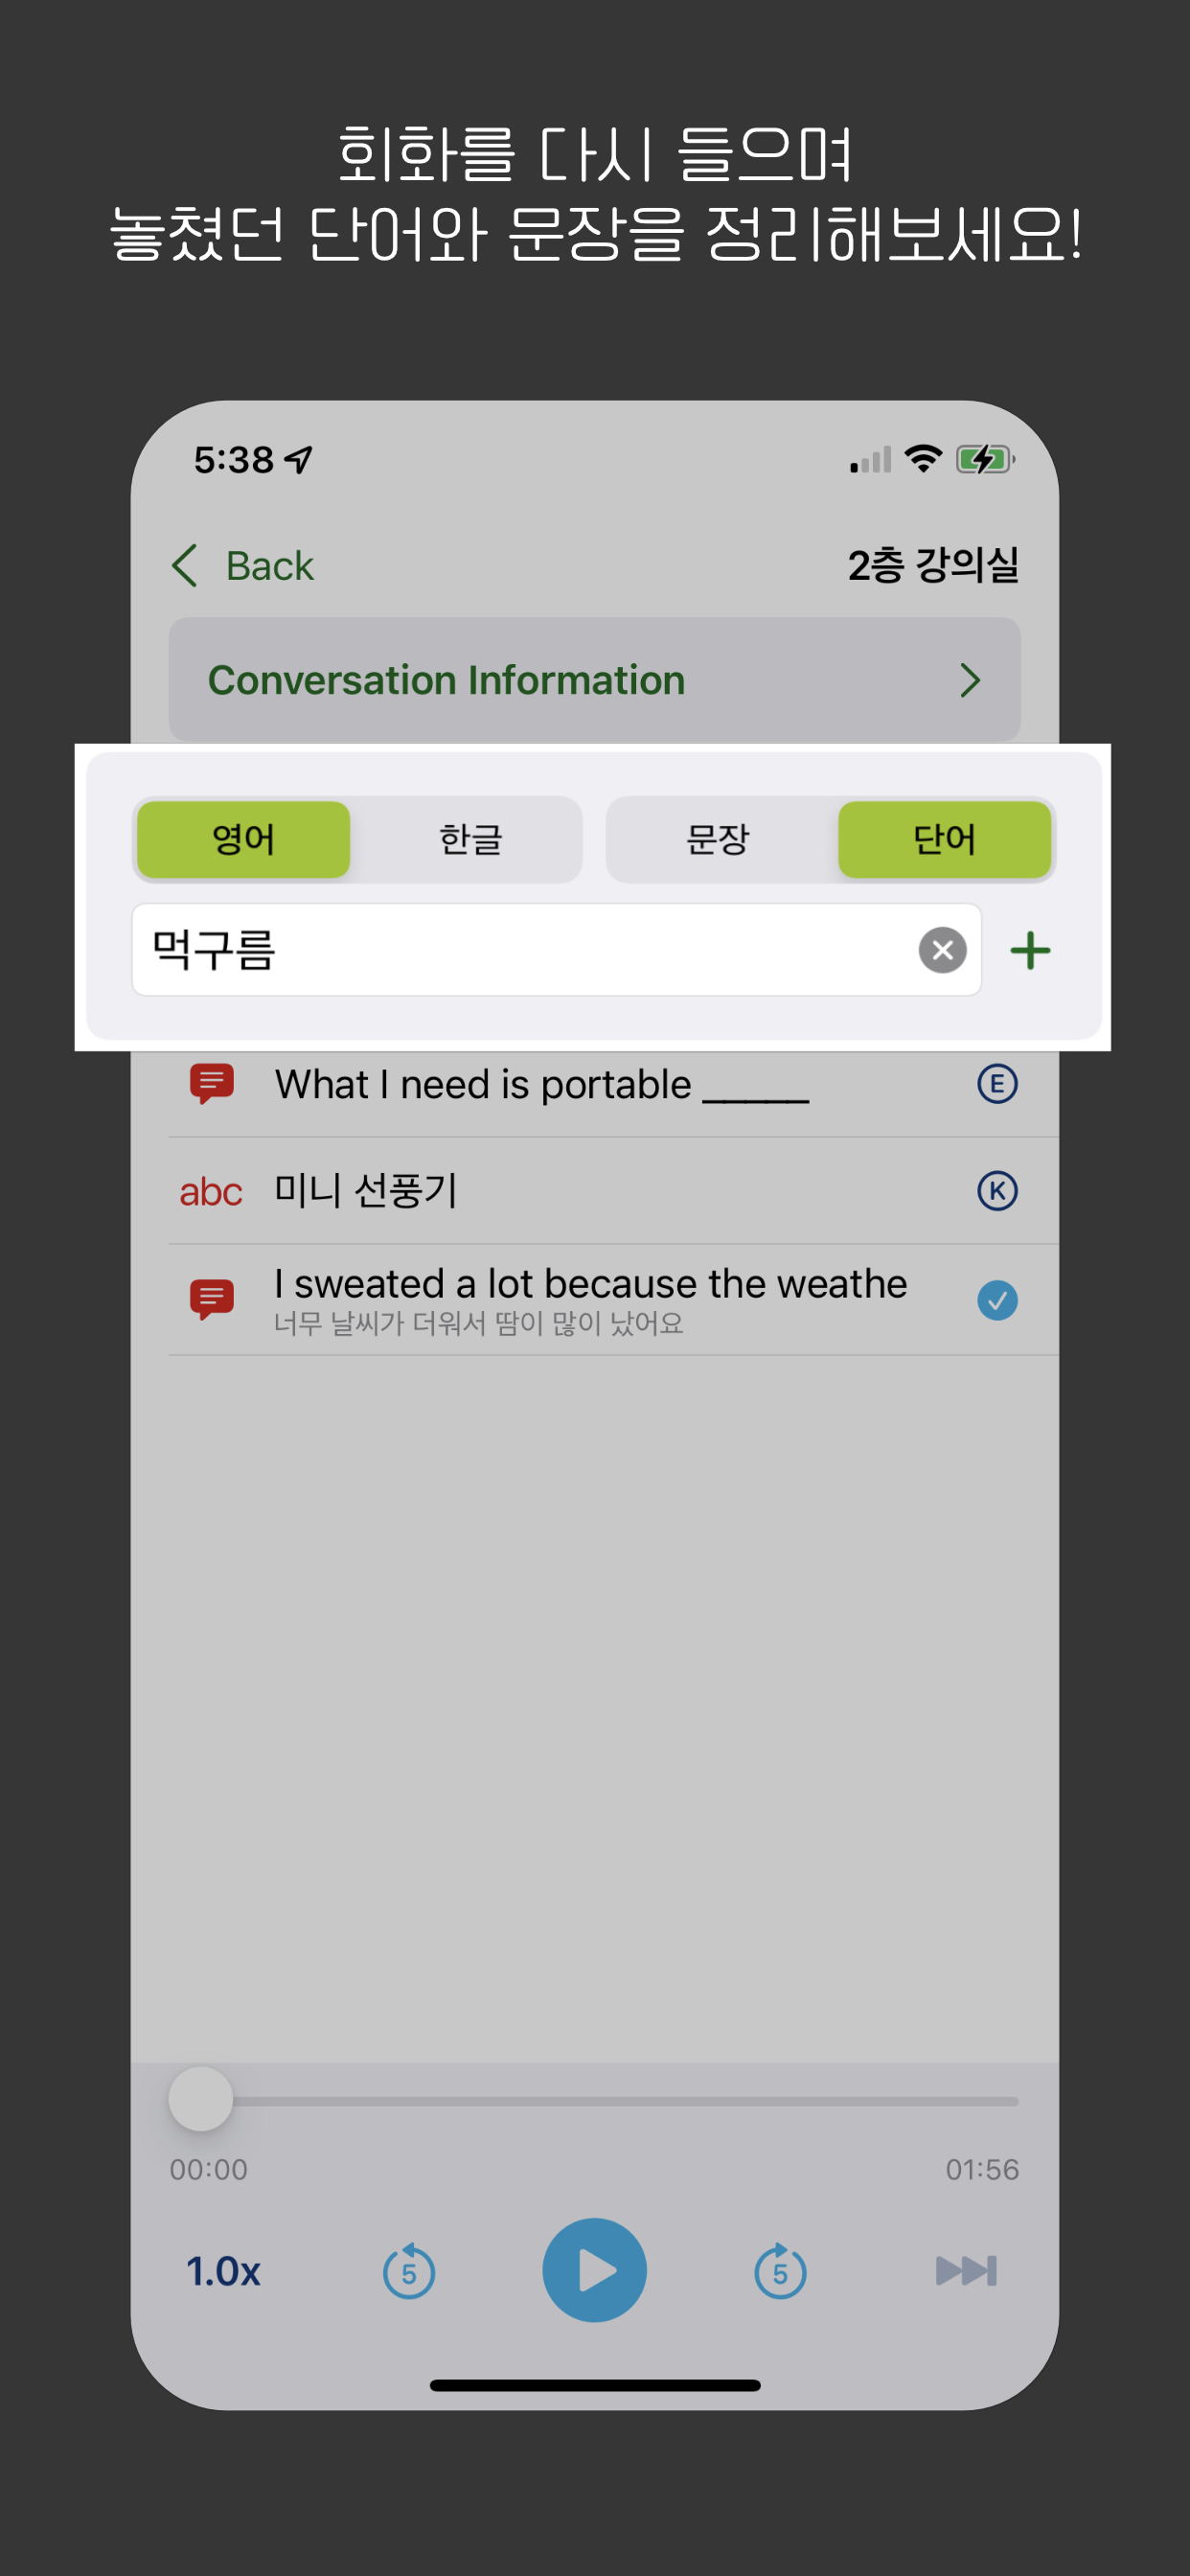 회화를 다시 들으며
놓쳤던 단어와 문장을 정리해보세요!
5:38
Back
2층 강의실
Conversation Information
영어 한글 문장 단어
먹구름
What I need is portable _____
E
abc 미니 선풍기
K
I sweated a lot because the weathe
너무 날씨가 더워서 땀이 많이 났어요
00:00 01:56
1.0x 5 5